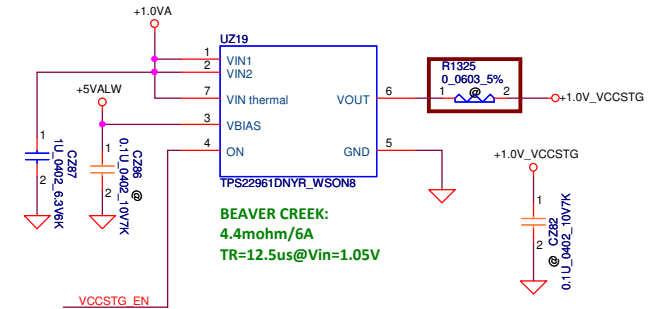 +1.0VA
UZ19
1
VIN1
2
VIN2
7
VIN thermal
+5VALW
3
VBIAS
4
ON
VOUT
6
GND
5
TPS22961DNYR_WSON8
R1325
0_0603_5%
1
@
2
+1.0V_VCCSTG
1
2
CZ87
1U_0402_6.3V6K
1
2
CZ86
@
0.1U_0402_10V7K
+1.0V_VCCSTG
1
2
CZ82
@
0.1U_0402_10V7K
BEAVER CREEK:
4.4mohm/6A
TR=12.5us@Vin=1.05V
VCCSTG_EN